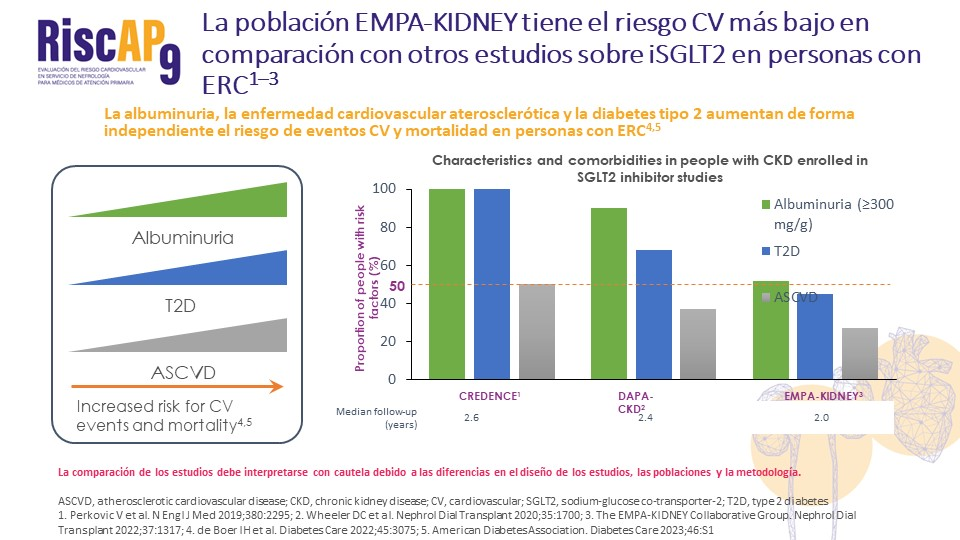 RiscAP9
EVALUACIÓN DEL RIESGO CARDIOVASCULAR
EN SERVICIO DE NEFROLOGÍA
PARA MÉDICOS DE ATENCIÓN PRIMARIA
La población EMPA-KIDNEY tiene el riesgo CV más bajo en
comparación con otros estudios sobre iSGLT2 en personas con
ERC1–3
La albuminuria, la enfermedad cardiovascular aterosclerótica y la diabetes tipo 2 aumentan de forma
independiente el riesgo de eventos CV y mortalidad en personas con ERC4,5
Albuminuria
T2D
ASCVD
Increased risk for CV
events and mortality4,5
Characteristics and comorbidities in people with CKD enrolled in
SGLT2 inhibitor studies
Proportion of people with risk
factors (%)
100
80
60
50
40
20
0
Albuminuria (≥300
mg/g)
T2D
ASCVD
CREDENCE1
DAPA-
CKD2
EMPA-KIDNEY3
Median follow-up
(years)
2.6
2.4
2.0
La comparación de los estudios debe interpretarse con cautela debido a las diferencias en el diseño de los estudios, las poblaciones y la metodología.
ASCVD, atherosclerotic cardiovascular disease; CKD, chronic kidney disease; CV, cardiovascular; SGLT2, sodium-glucose co-transporter-2; T2D, type 2 diabetes
1. Perkovic V et al. N Engl J Med 2019;380:2295; 2. Wheeler DC et al. Nephrol Dial Transplant 2020;35:1700; 3. The EMPA-KIDNEY Collaborative Group. Nephrol Dial
Transplant 2022;37:1317; 4. de Boer IH et al. Diabetes Care 2022;45:3075; 5. American Diabetes Association. Diabetes Care 2023;46:S1